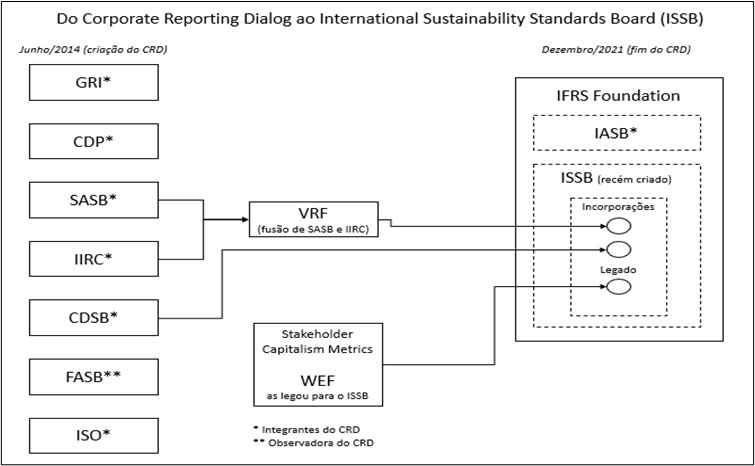 Do Corporate Reporting Dialog ao International Sustainability Standards Board (ISSB)
Junho/2014 (criação do CRD)
Dezembro/2021 (fim do CRD)
GRI*
CDP*
SASB*
IIRC*
CDSB*
FASB**
ISO*
VRF
(fusão de SASB e IIRC)
Stakeholder
Capitalism Metrics
WEF
as legou para o ISSB
* Integrantes do CRD
** Observadora do CRD
IFRS Foundation
IASB*
ISSB (recém criado)
Incorporações
Legado